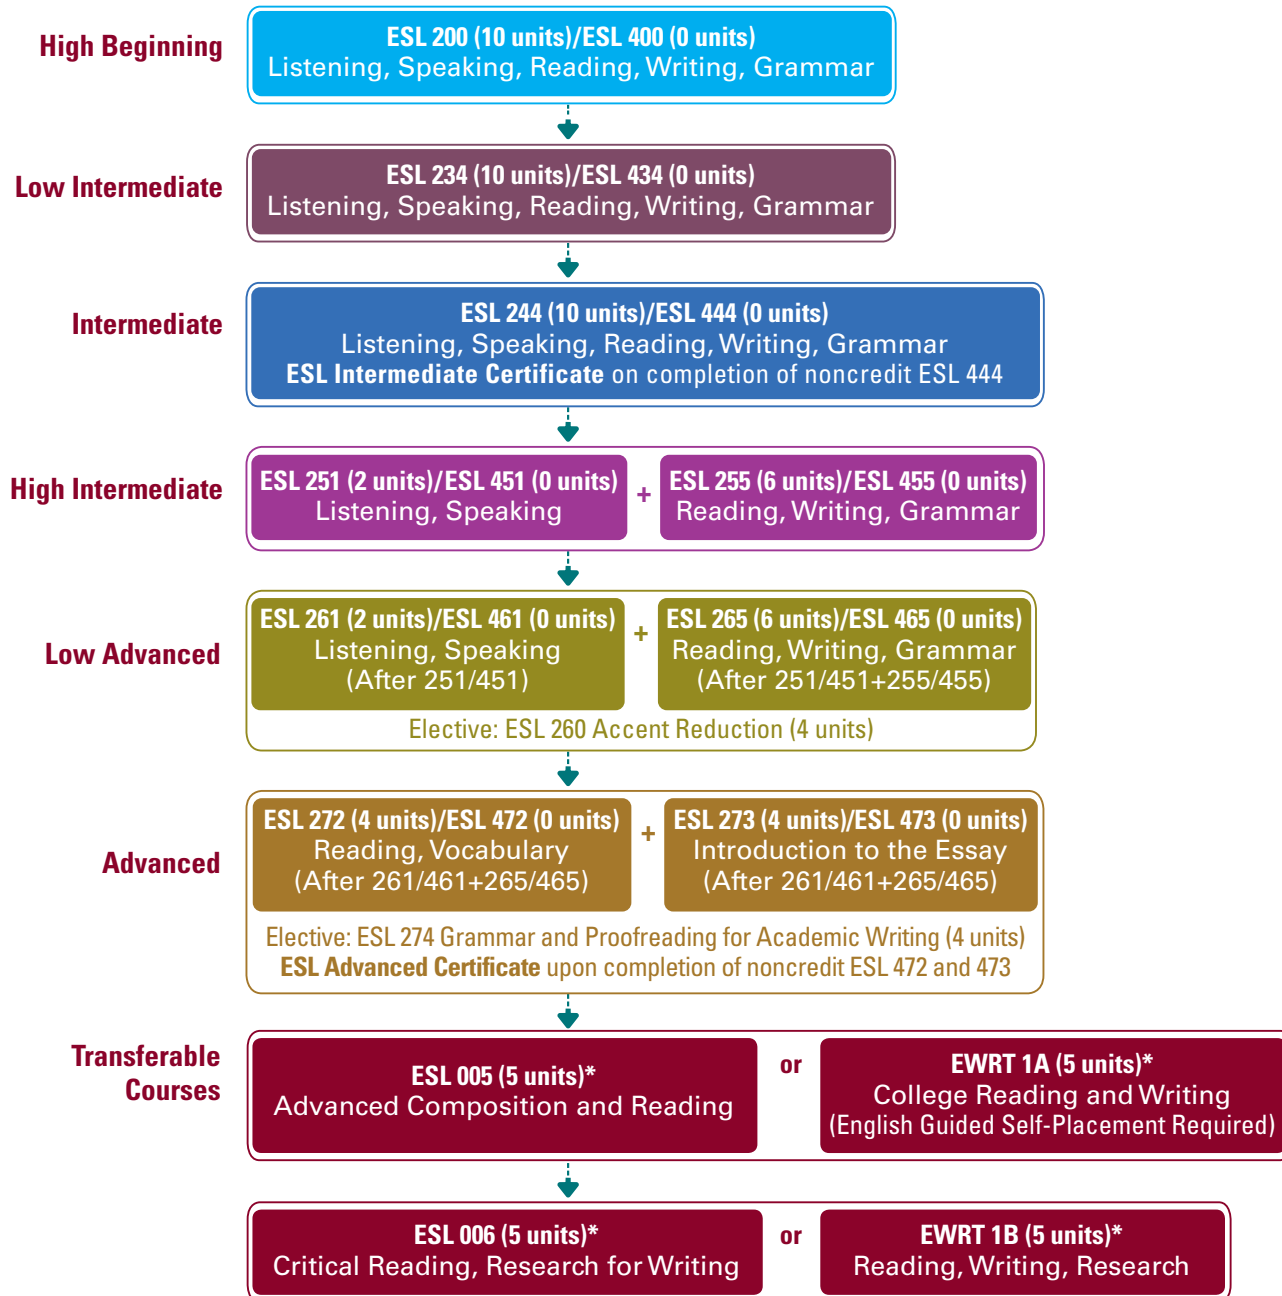 High Beginning
ESL 200 (10 units)/ESL 400 (0 units)
Listening, Speaking, Reading, Writing, Grammar
Low Intermediate
ESL 234 (10 units)/ESL 434 (0 units)
Listening, Speaking, Reading, Writing, Grammar
Intermediate
ESL 244 (10 units)/ESL 444 (0 units)
Listening, Speaking, Reading, Writing, Grammar
ESL Intermediate Certificate on completion of noncredit ESL 444
High Intermediate
ESL 251 (2 units)/ESL 451 (0 units)
Listening, Speaking
+
ESL 255 (6 units)/ESL 455 (0 units)
Reading, Writing, Grammar
Low Advanced
ESL 261 (2 units)/ESL 461 (0 units)
Listening, Speaking
(After 251/451)
+
ESL 265 (6 units)/ESL 465 (0 units)
Reading, Writing, Grammar
(After 251/451+255/455)
Elective: ESL 260 Accent Reduction (4 units)
Advanced
ESL 272 (4 units)/ESL 472 (0 units)
Reading, Vocabulary
(After 261/461+265/465)
+
ESL 273 (4 units)/ESL 473 (0 units)
Introduction to the Essay
(After 261/461+265/465)
Elective: ESL 274 Grammar and Proofreading for Academic Writing (4 units)
ESL Advanced Certificate upon completion of noncredit ESL 472 and 473
Transferable
Courses
ESL 005 (5 units)*
Advanced Composition and Reading
or
EWRT 1A (5 units)*
College Reading and Writing
(English Guided Self-Placement Required)
ESL 006 (5 units)*
Critical Reading, Research for Writing
or
EWRT 1B (5 units)*
Reading, Writing, Research